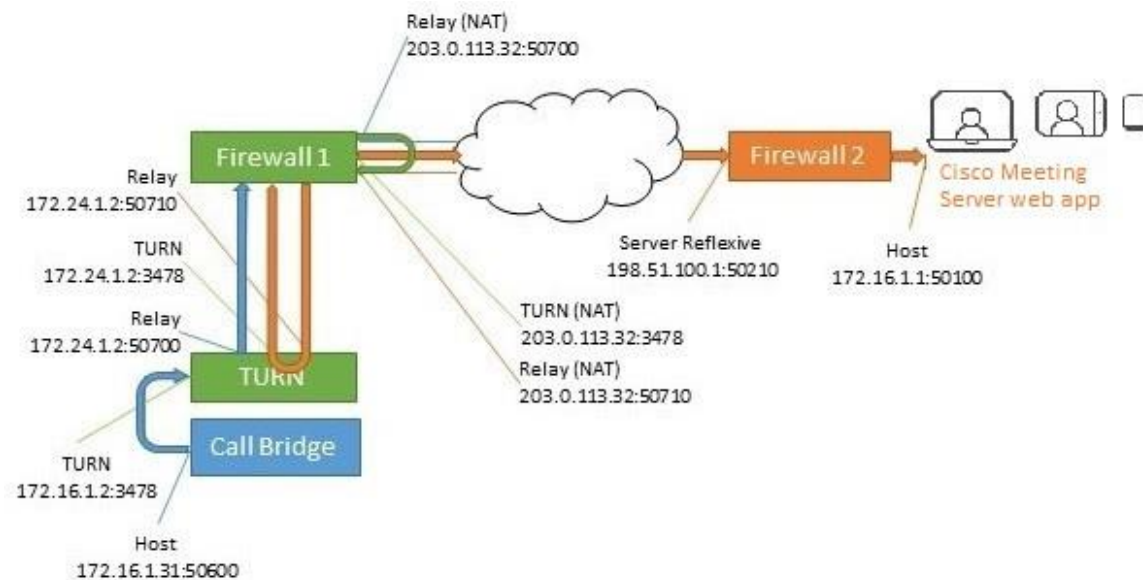 Relay (NAT)
203.0.113.32:50700
Firewall 1
Firewall 2
Cisco Meeting
Server web app
Relay
172.24.1.2:50710
TURN
172.24.1.2:3478
Server Reflexive
198.51.100.1:50210
Host
172.16.1.1:50100
Relay
172.24.1.2:50700
TURN (NAT)
203.0.113.32:3478
Relay (NAT)
203.0.113.32:50710
TURN
Call Bridge
TURN
172.16.1.2:3478
Host
172.16.1.31:50600